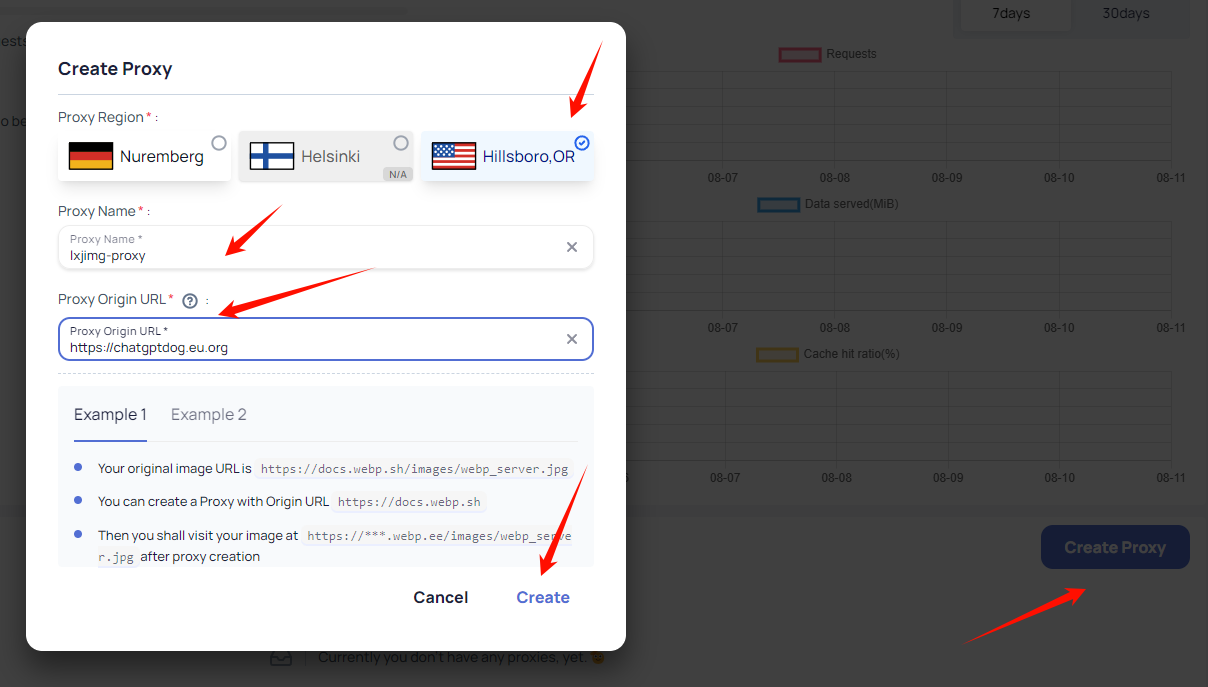 7days
30days
ests
Requests
Create Proxy
Proxy Region* :
o be
Nuremberg
Helsinki
N/A
Hillsboro,OR
08-07
08-08
08-09
08-10
08-11
Data served(MiB)
Proxy Name* :
Proxy Name *
lxjimg-proxy
Proxy Origin URL* ? :
Proxy Origin URL *
https://chatgptdog.eu.org
08-07
08-08
08-09
08-10
08-11
Cache hit ratio(%)
Example 1
Example 2
Your original image URL is https://docs.webp.sh/images/webp_server.jpg
You can create a Proxy with Origin URL https://docs.webp.sh
Then you shall visit your image at https://***.webp.ee/images/webp_serve
r.jpg after proxy creation
08-07
08-08
08-09
08-10
08-11
Create Proxy
Cancel
Create
Currently you don't have any proxies, yet.